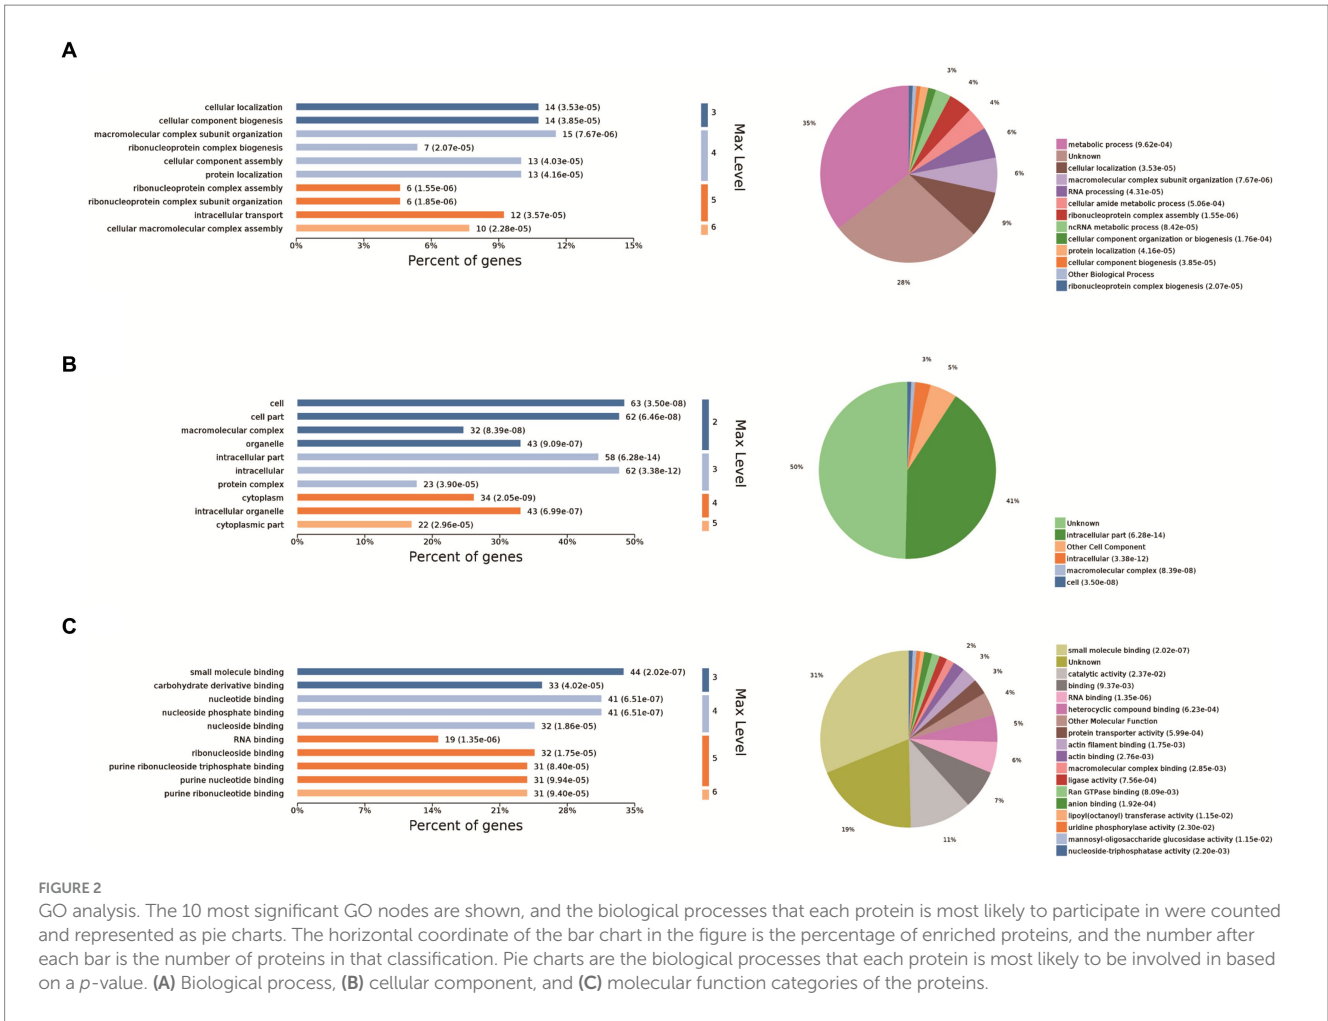 A
cellular localization 14 (3.53e-05)
cellular component biogenesis 14 (3.85e-05)
macromolecular complex subunit organization 15 (7.67e-06)
ribonucleoprotein complex biogenesis 7 (2.07e-05)
cellular component assembly 13 (4.03e-05)
protein localization 13 (4.16e-05)
ribonucleoprotein complex assembly 6 (1.55e-06)
ribonucleoprotein complex subunit organization 6 (1.85e-06)
intracellular transport 12 (3.57e-05)
cellular macromolecular complex assembly 10 (2.28e-05)
0% 3% 6% 9% 12% 15%
Percent of genes
3
4
5
6
Max Level
3%
4%
4%
6%
6%
9%
28%
35%
metabolic process (9.62e-04)
Unknown
cellular localization (3.53e-05)
macromolecular complex subunit organization (7.67e-06)
RNA processing (4.31e-05)
cellular amide metabolic process (5.06e-04)
ribonucleoprotein complex assembly (1.55e-06)
ncRNA metabolic process (8.42e-05)
cellular component organization or biogenesis (1.76e-04)
protein localization (4.16e-05)
cellular component biogenesis (3.85e-05)
Other Biological Process
ribonucleoprotein complex biogenesis (2.07e-05)
B
cell 63 (3.50e-08)
cell part 62 (6.46e-08)
macromolecular complex 32 (8.39e-08)
organelle 43 (9.09e-07)
intracellular part 58 (6.28e-14)
intracellular 62 (3.38e-12)
protein complex 23 (3.90e-05)
cytoplasm 34 (2.05e-09)
intracellular organelle 43 (6.99e-07)
cytoplasmic part 22 (2.96e-05)
0% 10% 20% 30% 40% 50%
Percent of genes
2
3
4
5
Max Level
3%
5%
41%
50%
Unknown
intracellular part (6.28e-14)
Other Cell Component
intracellular (3.38e-12)
macromolecular complex (8.39e-08)
cell (3.50e-08)
C
small molecule binding 44 (2.02e-07)
carbohydrate derivative binding 33 (4.02e-05)
nucleotide binding 41 (6.51e-07)
nucleoside phosphate binding 41 (6.51e-07)
nucleoside binding 32 (1.86e-05)
RNA binding 19 (1.35e-06)
ribonucleoside binding 32 (1.75e-05)
purine ribonucleoside triphosphate binding 31 (8.40e-05)
purine nucleotide binding 31 (9.94e-05)
purine ribonucleotide binding 31 (9.40e-05)
0% 7% 14% 21% 28% 35%
Percent of genes
3
4
5
6
Max Level
2%
3%
3%
4%
5%
6%
7%
11%
19%
31%
small molecule binding (2.02e-07)
Unknown
catalytic activity (2.37e-02)
binding (9.37e-03)
RNA binding (1.35e-06)
heterocyclic compound binding (6.23e-04)
Other Molecular Function
protein transporter activity (5.99e-04)
actin filament binding (1.75e-03)
actin binding (2.76e-03)
macromolecular complex binding (2.85e-03)
ligase activity (7.56e-04)
Ran GTPase binding (8.09e-03)
anion binding (1.92e-04)
lipoyl(octanoyl) transferase activity (1.15e-02)
uridine phosphorylase activity (2.30e-02)
mannosyl-oligosaccharide glucosidase activity (1.15e-02)
nucleoside-triphosphatase activity (2.20e-03)
FIGURE 2
GO analysis. The 10 most significant GO nodes are shown, and the biological processes that each protein is most likely to participate in were counted
and represented as pie charts. The horizontal coordinate of the bar chart in the figure is the percentage of enriched proteins, and the number after
each bar is the number of proteins in that classification. Pie charts are the biological processes that each protein is most likely to be involved in based
on a p-value. (A) Biological process, (B) cellular component, and (C) molecular function categories of the proteins.